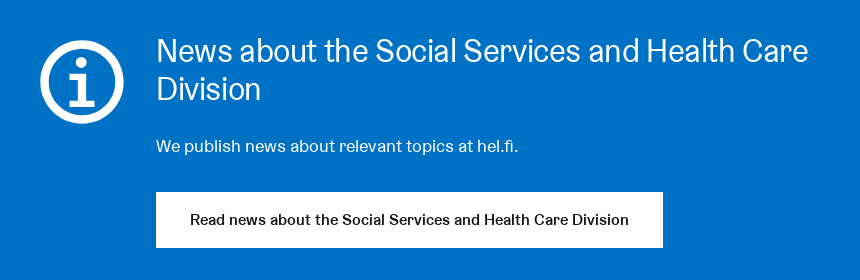 News about the Social Services and Health Care
Division
We publish news about relevant topics at hel.fi.
Read news about the Social Services and Health Care Division